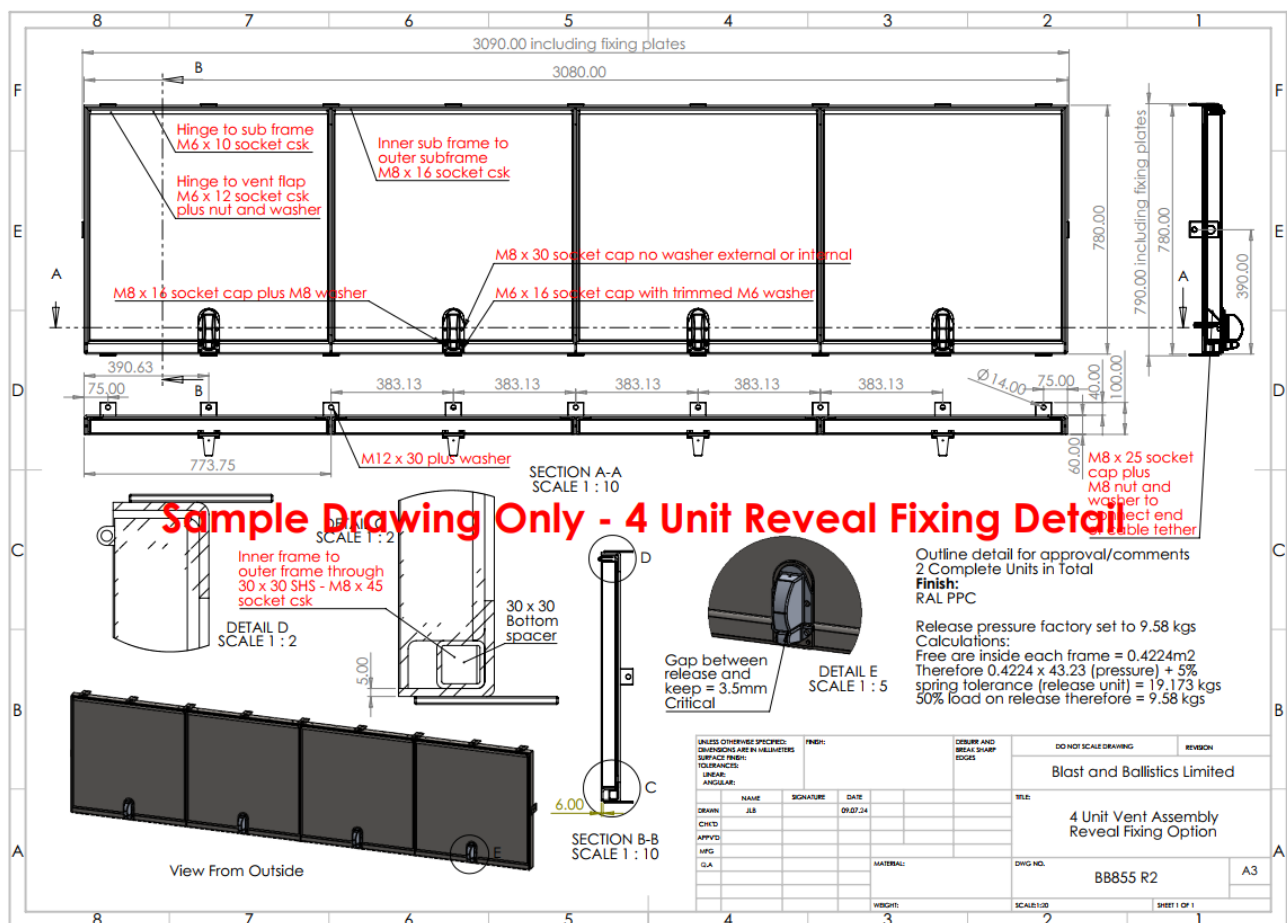 8 7 6 5 4 3 2 1
3090.00 including fixing plates
B
3080.00
F F
Hinge to sub frame
M6 x 10 socket csk
Inner sub frame to
outer subframe
M8 x 16 socket csk
Hinge to vent flap
M6 x 12 socket csk
plus nut and washer
780.00
790.00 including fixing plates
780.00
390.00
E E
M8 x 30 socket cap no washer external or internal
A A
M8 x 16 socket cap plus M8 washer
M6 x 16 socket cap with trimmed M6 washer
390.63
B
75.00
383.13 383.13 383.13 383.13 383.13
Ø 14.00
75.00
40.00
100.00
60.00
D D
M12 x 30 plus washer
773.75
SECTION A-A
SCALE 1 : 10
M8 x 25 socket
cap plus
M8 nut and
washer to
connect end
of cable tether
Sample Drawing Only - 4 Unit Reveal Fixing Detail
DETAIL C
SCALE 1 : 2
C C
Inner frame to
outer frame through
30 x 30 SHS - M8 x 45
socket csk
30 x 30
Bottom
spacer
DETAIL D
SCALE 1 : 2
5.00
D
Outline detail for approval/comments
2 Complete Units in Total
Finish:
RAL PPC
Release pressure factory set to 9.58 kgs
Calculations:
Free are inside each frame = 0.4224m2
Therefore 0.4224 x 43.23 (pressure) + 5%
spring tolerance (release unit) = 19.173 kgs
50% load on release therefore = 9.58 kgs
Gap between
release and
keep = 3.5mm
Critical
DETAIL E
SCALE 1 : 5
B B
C
6.00
SECTION B-B
SCALE 1 : 10
E
View From Outside
A A
UNLESS OTHERWISE SPECIFIED:
DIMENSIONS ARE IN MILLIMETERS
SURFACE FINISH:
TOLERANCES:
LINEAR:
ANGULAR:
FINISH:
DEBURR AND
BREAK SHARP
EDGES
DO NOT SCALE DRAWING
REVISION
Blast and Ballistics Limited
NAME SIGNATURE DATE
DRAWN JLB 09.07.24
CHK'D
APPV'D
MFG
Q.A
TITLE:
4 Unit Vent Assembly
Reveal Fixing Option
MATERIAL:
DWG NO.
BB855 R2
A3
WEIGHT:
SCALE:1:20
SHEET 1 OF 1
8 7 6 5 4 3 2 1